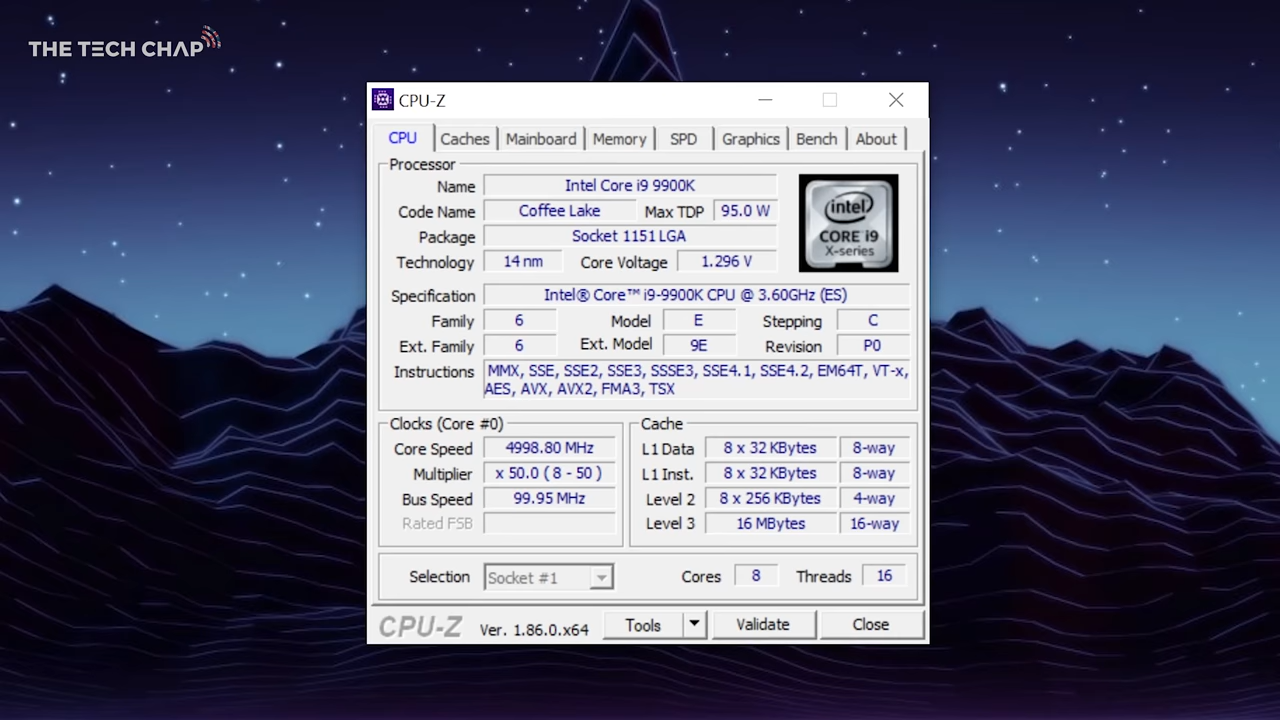 THE TECH CHAP
CPU-Z
CPU Caches Mainboard Memory SPD Graphics Bench About
Processor
Name Intel Core i9 9900K
Code Name Coffee Lake Max TDP 95.0 W
Package Socket 1151 LGA
Technology 14 nm Core Voltage 1.296 V
intel
CORE i9
X-series
Specification Intel® Core™ i9-9900K CPU @ 3.60GHz (ES)
Family 6 Model E Stepping C
Ext. Family 6 Ext. Model 9E Revision P0
Instructions MMX, SSE, SSE2, SSE3, SSSE3, SSE4.1, SSE4.2, EM64T, VT-x,
AES, AVX, AVX2, FMA3, TSX
Clocks (Core #0)
Core Speed 4998.80 MHz
Multiplier x 50.0 ( 8 - 50 )
Bus Speed 99.95 MHz
Rated FSB
Cache
L1 Data 8 x 32 KBytes 8-way
L1 Inst. 8 x 32 KBytes 8-way
Level 2 8 x 256 KBytes 4-way
Level 3 16 MBytes 16-way
Selection Socket #1 Cores 8 Threads 16
CPU-Z Ver. 1.86.0.x64 Tools Validate Close